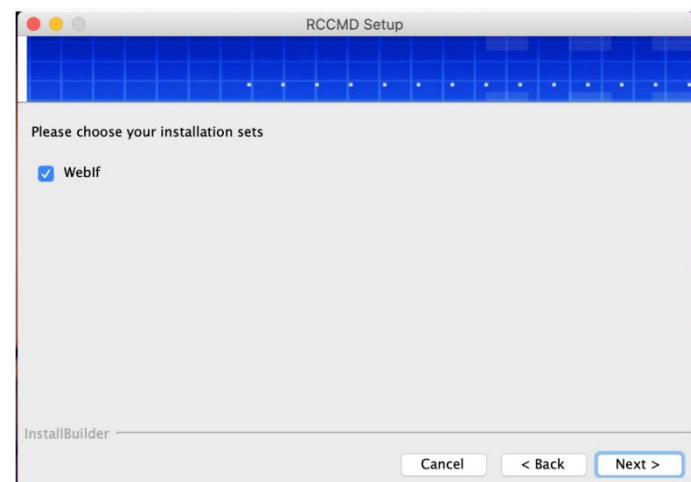 RCCMD Setup
Please choose your installation sets
WebIf
InstallBuilder
Cancel
< Back
Next >